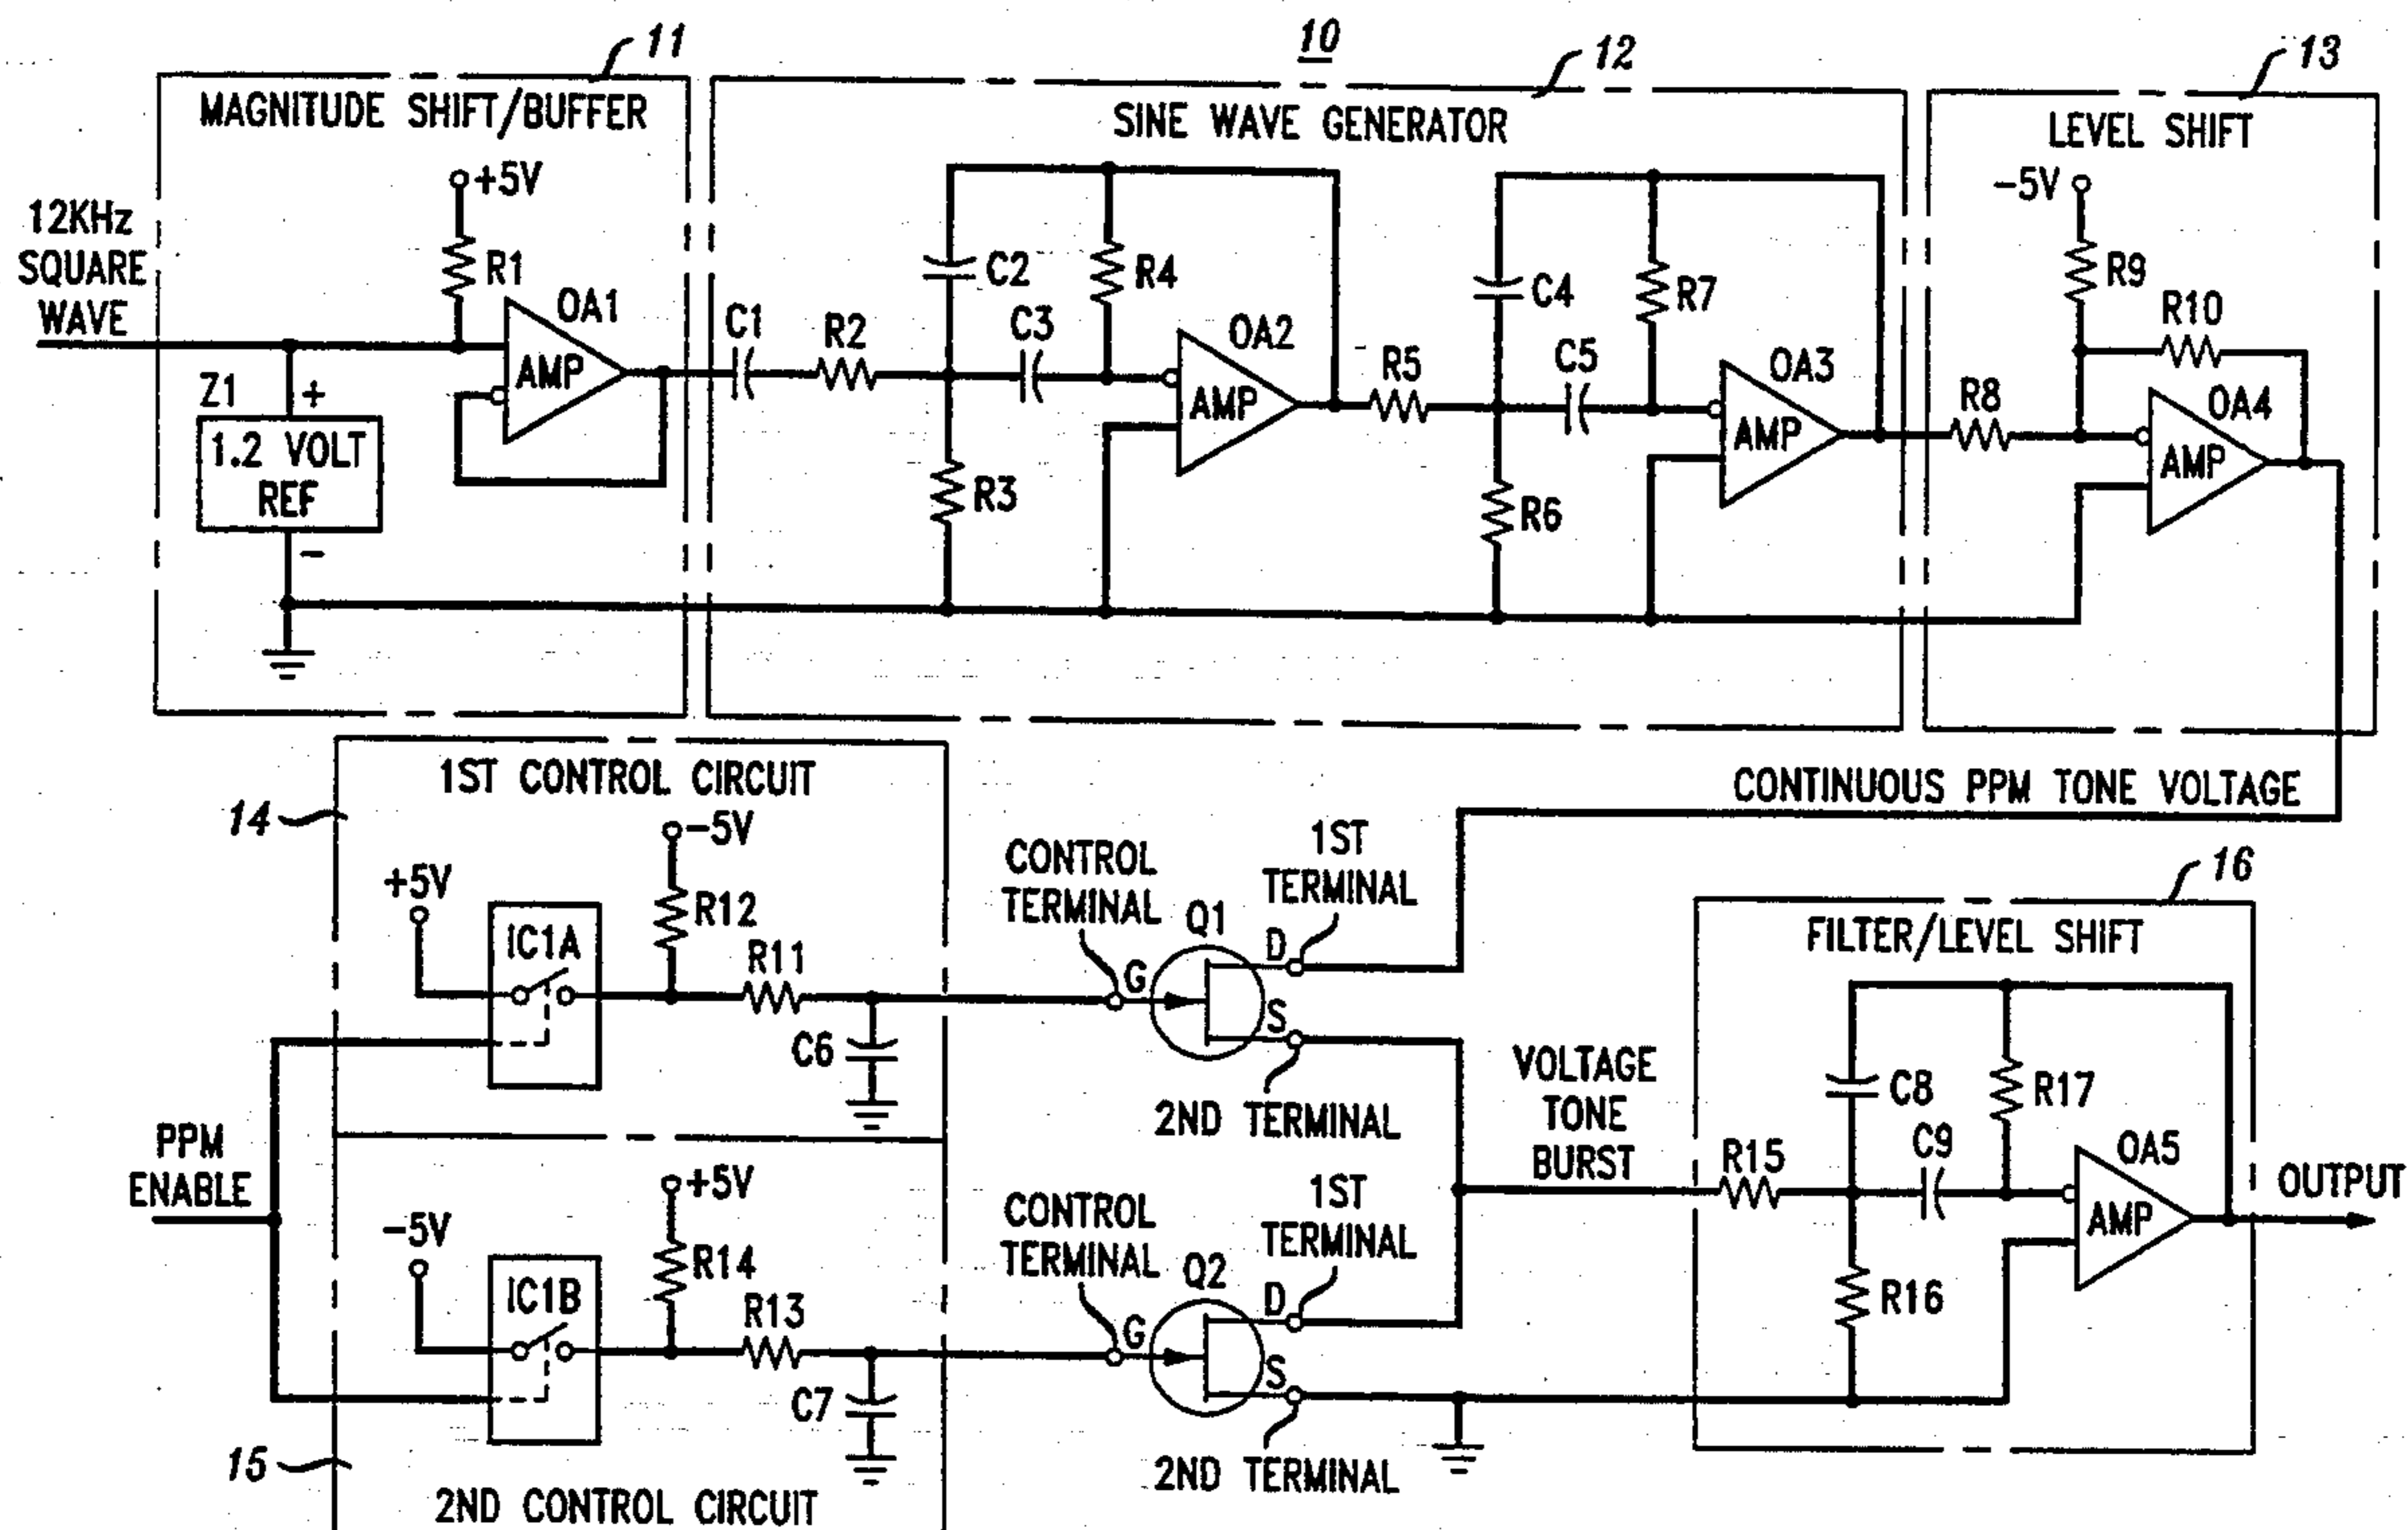 10
11
12
13
MAGNITUDE SHIFT/BUFFER
SINE WAVE GENERATOR
LEVEL SHIFT
12KHz
SQUARE
WAVE
+5V
R1
OA1
AMP
Z1
+
1.2 VOLT
REF
-
C1
R2
C2
R4
C3
R3
OA2
AMP
R5
C4
R7
C5
R6
OA3
AMP
-5V
R9
R10
R8
OA4
AMP
1ST CONTROL CIRCUIT
14
+5V
-5V
IC1A
R12
R11
C6
CONTROL
TERMINAL
Q1
1ST
TERMINAL
G
D
S
2ND TERMINAL
CONTINUOUS PPM TONE VOLTAGE
PPM
ENABLE
-5V
+5V
IC1B
R14
R13
C7
15
2ND CONTROL CIRCUIT
CONTROL
TERMINAL
Q2
1ST
TERMINAL
G
D
S
2ND TERMINAL
VOLTAGE
TONE
BURST
16
FILTER/LEVEL SHIFT
C8
R17
R15
C9
R16
OA5
AMP
OUTPUT